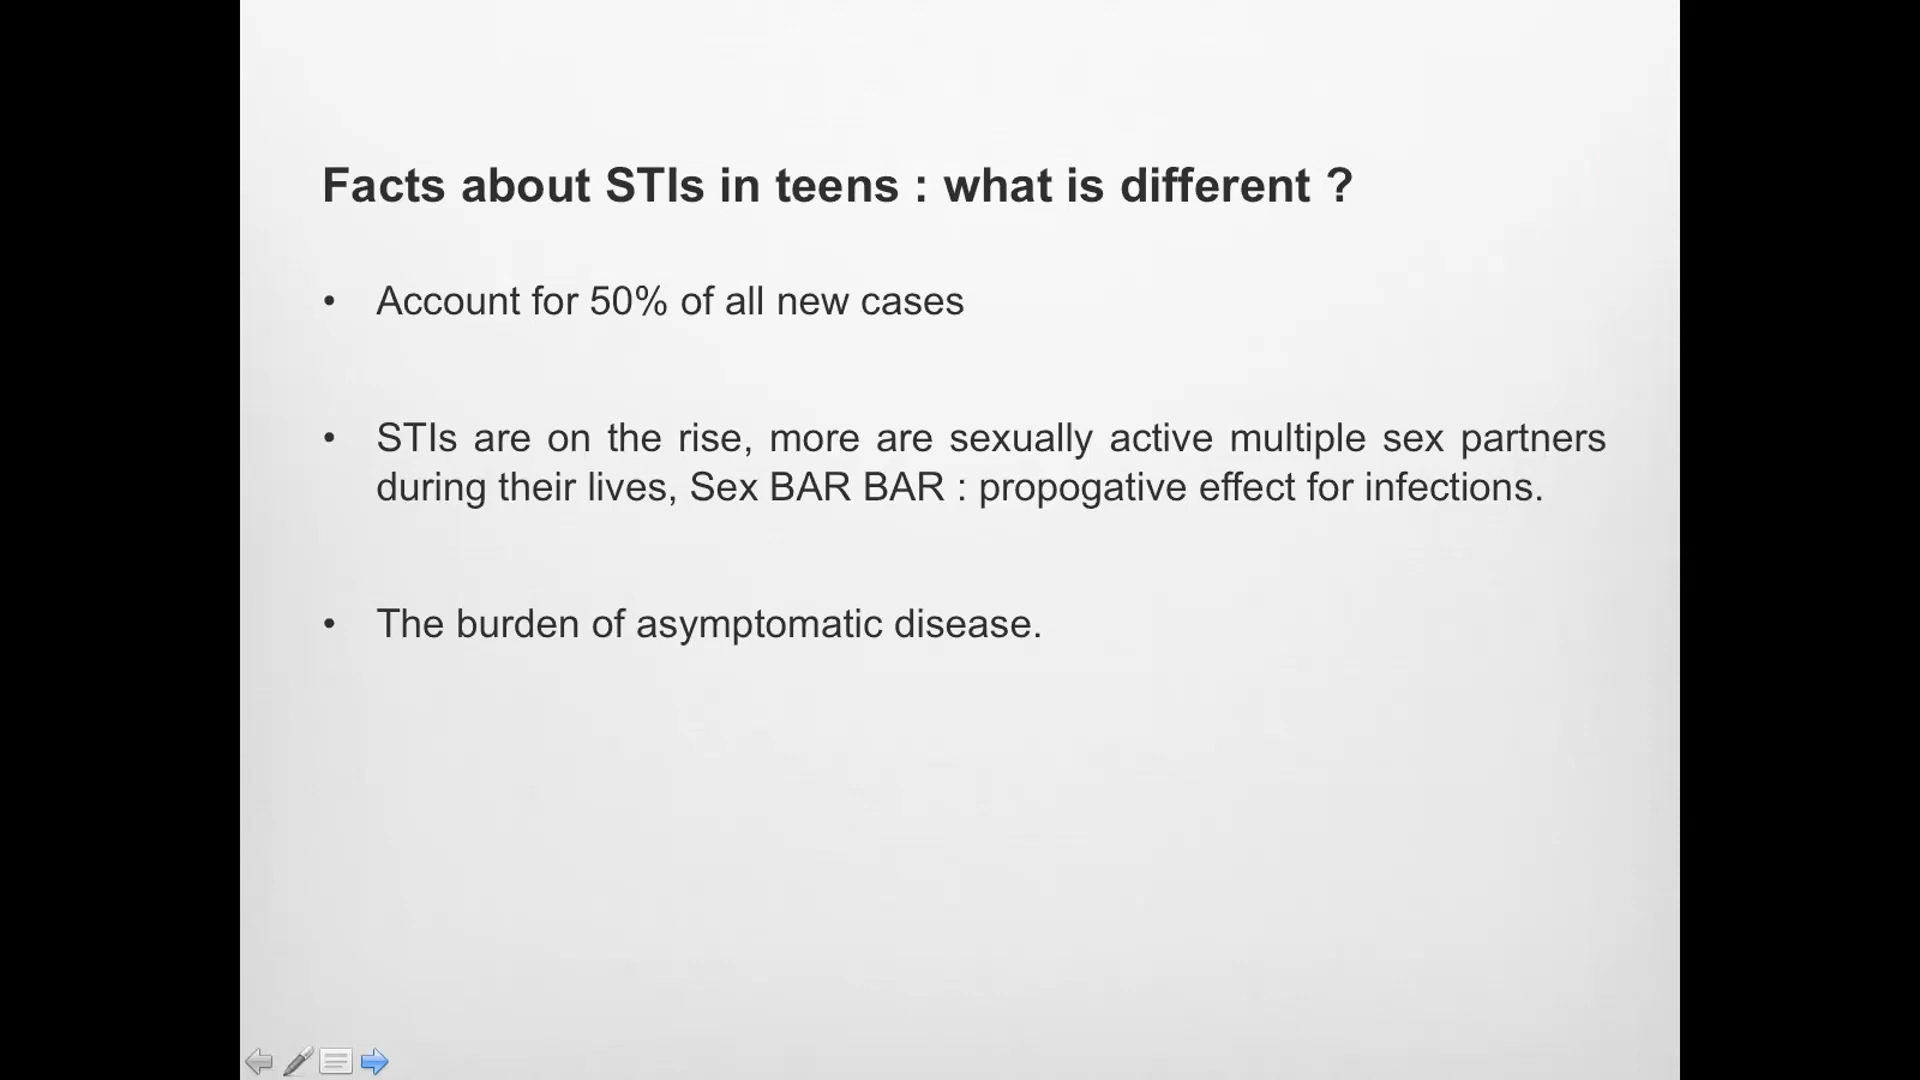 Facts about STIs in teens : what is different ?
• Account for 50% of all new cases
• STIs are on the rise, more are sexually active multiple sex partners
during their lives, Sex BAR BAR : propogative effect for infections.
• The burden of asymptomatic disease.